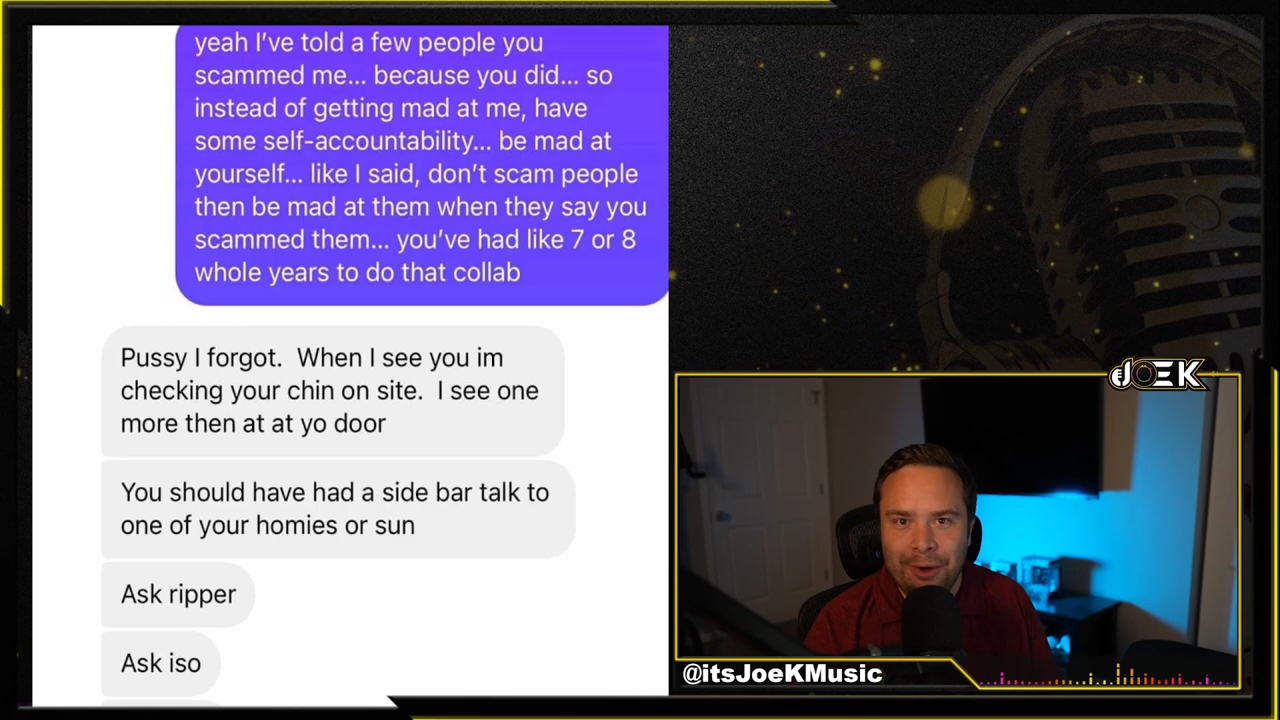 yeah I’ve told a few people you
scammed me... because you did... so
instead of getting mad at me, have
some self-accountability... be mad at
yourself... like I said, don’t scam people
then be mad at them when they say you
scammed them... you’ve had like 7 or 8
whole years to do that collab
Pussy I forgot.  When I see you im
checking your chin on site.  I see one
more then at at yo door
You should have had a side bar talk to
one of your homies or sun
Ask ripper
Ask iso
JOEK
@itsJoeKMusic